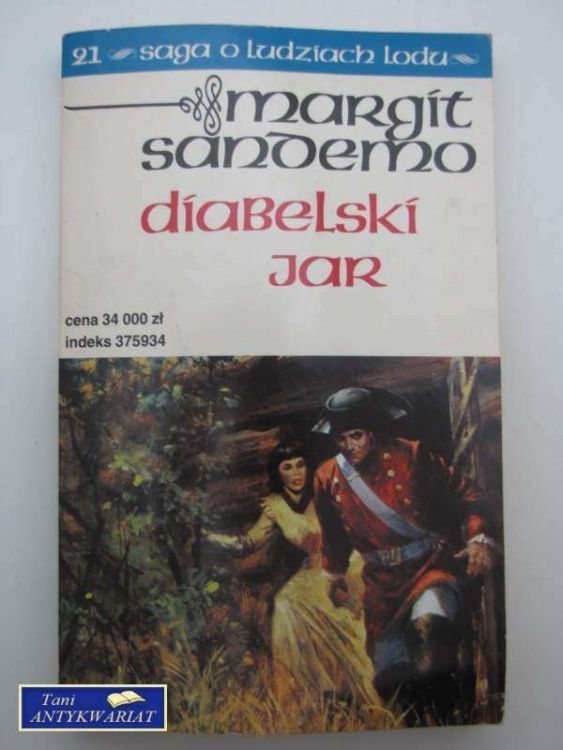 21 saga o ludziach lodu
margit
sandemo
diabelski
jar
cena 34 000 zł
indeks 375934
Tani
ANTYKWARIAT